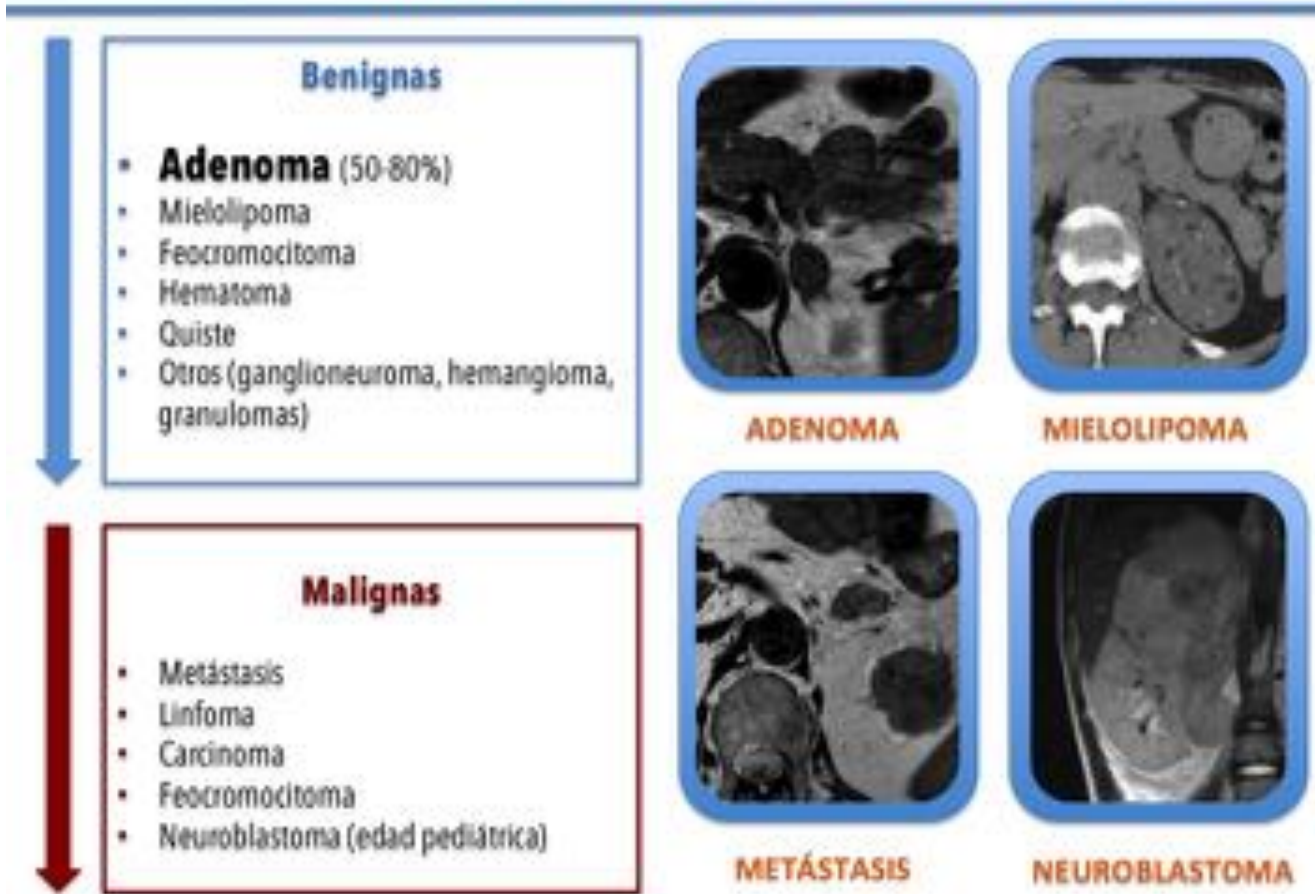 Benignas
• Adenoma (50-80%)
• Mielolipoma
• Feocromocitoma
• Hematoma
• Quiste
• Otros (ganglioneuroma, hemangioma,
granulomas)
ADENOMA
MIELOLIPOMA
Malignas
• Metástasis
• Linfoma
• Carcinoma
• Feocromocitoma
• Neuroblastoma (edad pediátrica)
METÁSTASIS
NEUROBLASTOMA